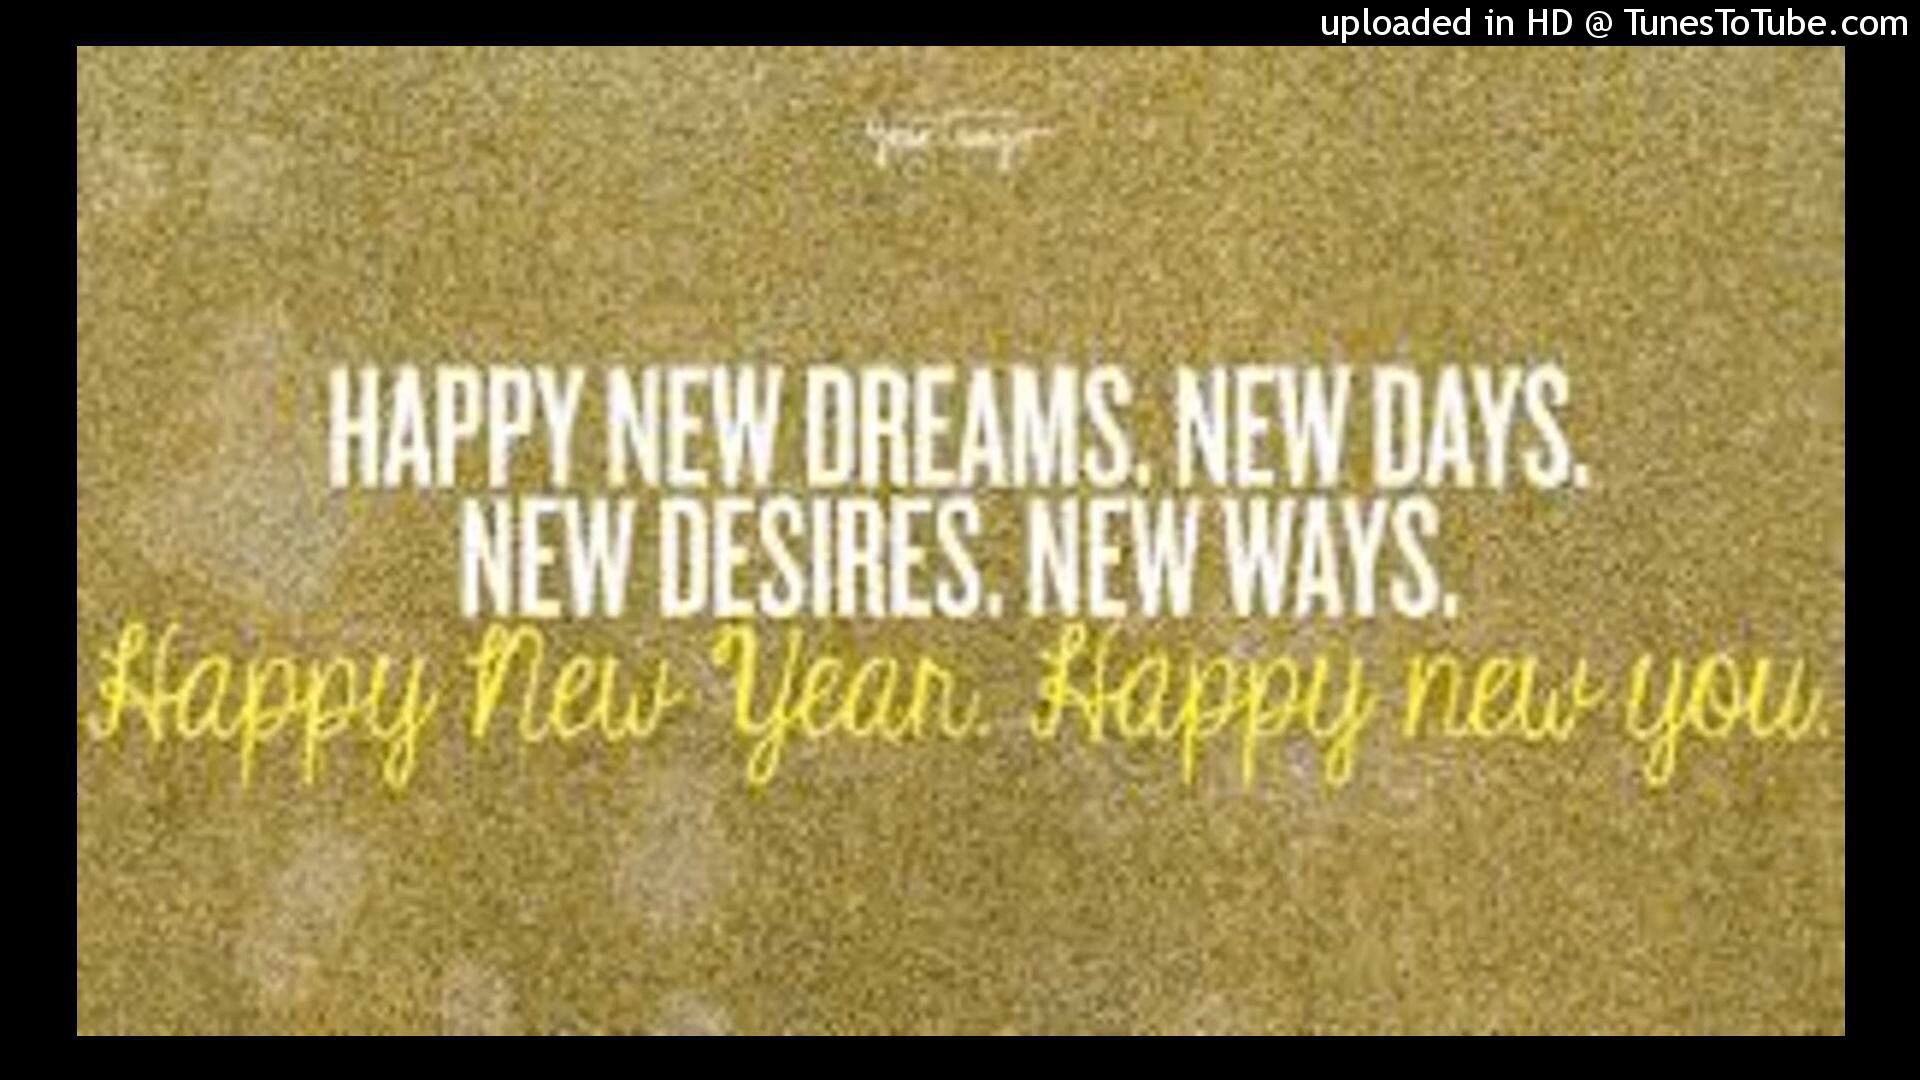 uploaded in HD @ TunesToTube.com
HAPPY NEW DREAMS. NEW DAYS.
NEW DESIRES. NEW WAYS.
Happy New Year. Happy new you.